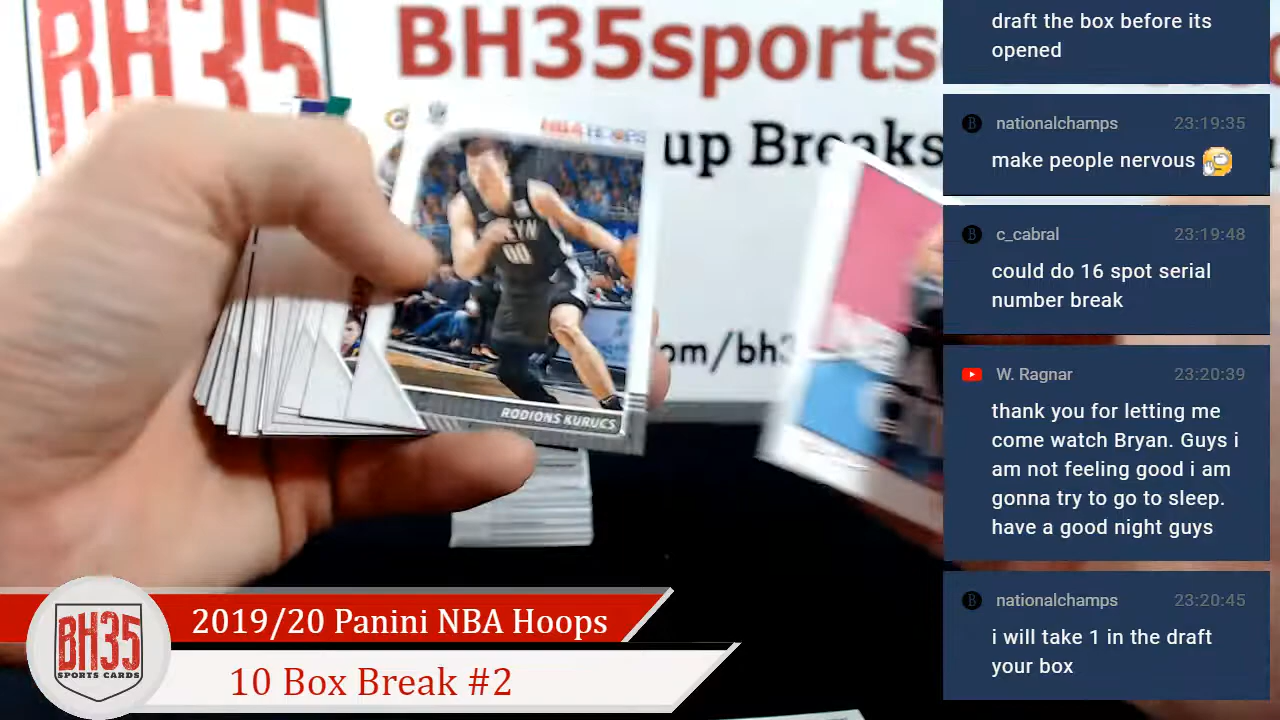 BH35
BH35sports
up Breaks
om/bh3
NBA HOOPS
00
RODIONS KURUCS
2019/20 Panini NBA Hoops
10 Box Break #2
BH35
SPORTS CARDS
draft the box before its
opened
nationalchamps 23:19:35
make people nervous
c_cabral 23:19:48
could do 16 spot serial
number break
W. Ragnar 23:20:39
thank you for letting me
come watch Bryan. Guys i
am not feeling good i am
gonna try to go to sleep.
have a good night guys
nationalchamps 23:20:45
i will take 1 in the draft
your box